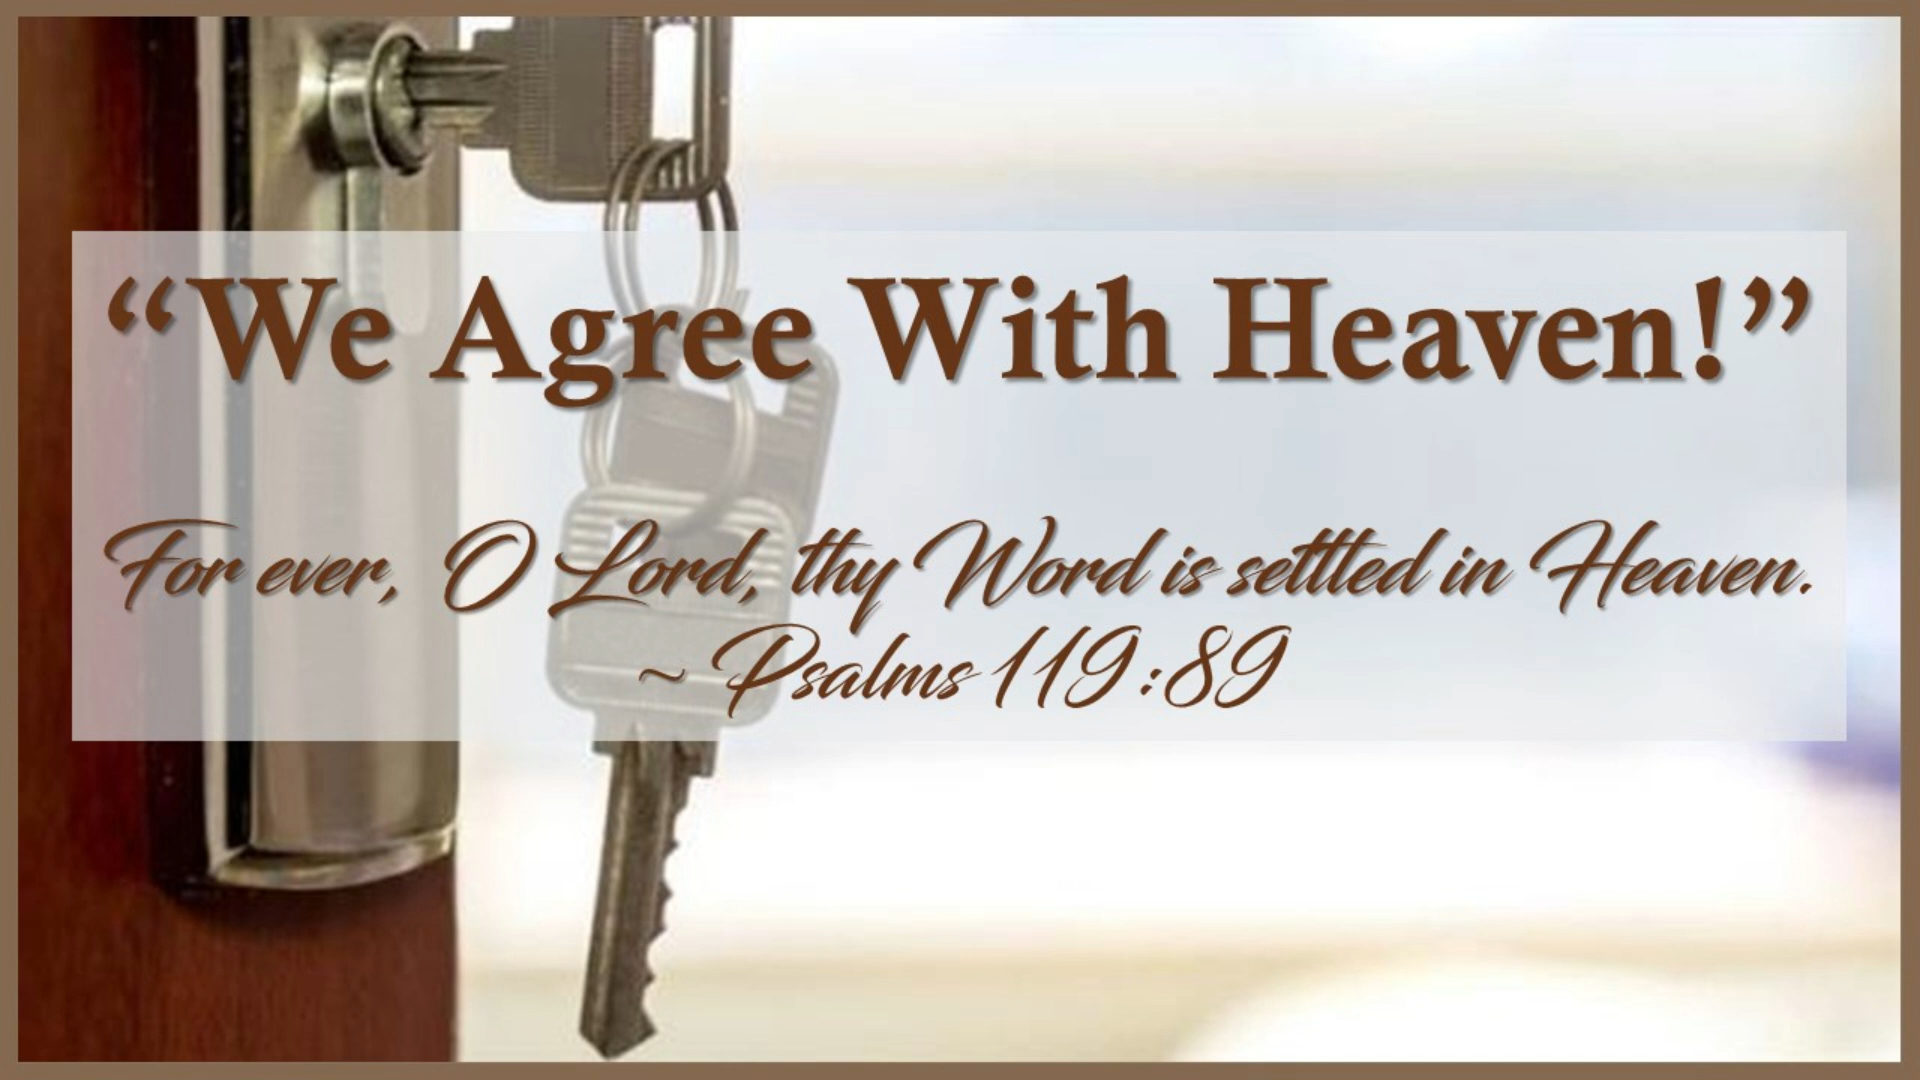 “We Agree With Heaven!”
For ever, O Lord, thy Word is settled in Heaven.
~ Psalms 119:89